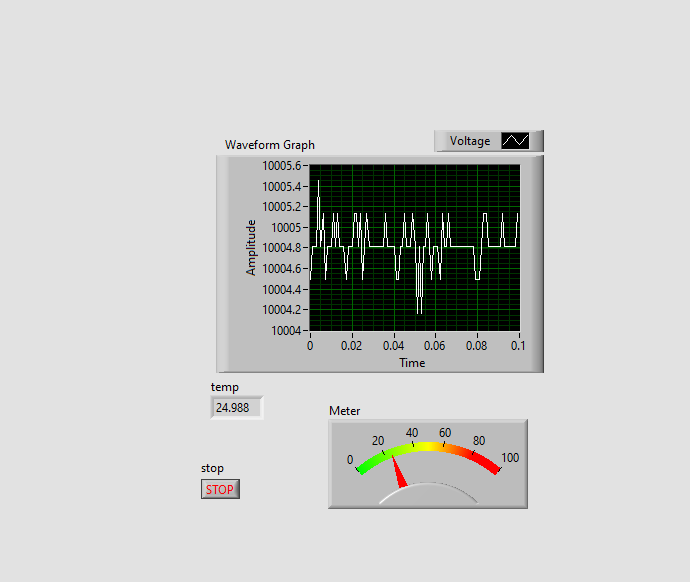 Voltage
Waveform Graph
10005.6
10005.4
10005.2
10005
10004.8
10004.6
10004.4
10004.2
10004
Amplitude
0 0.02 0.04 0.06 0.08 0.1
Time
temp
24.988
Meter
0 20 40 60 80 100
stop
STOP